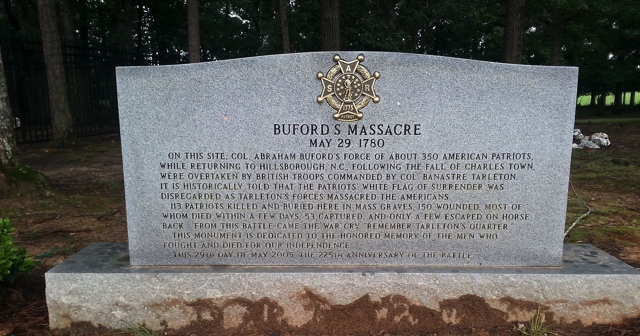 S A R
1775
BUFORD'S MASSACRE
MAY 29, 1780
ON THIS SITE, COL. ABRAHAM BUFORD'S FORCE OF ABOUT 350 AMERICAN PATRIOTS,
WHILE RETURNING TO HILLSBOROUGH, N.C., FOLLOWING THE FALL OF CHARLES TOWN,
WERE OVERTAKEN BY BRITISH TROOPS COMMANDED BY COL. BANASTRE TARLETON.
IT IS HISTORICALLY TOLD THAT THE PATRIOTS' WHITE FLAG OF SURRENDER WAS
DISREGARDED AS TARLETON'S FORCES MASSACRED THE AMERICANS.
113 PATRIOTS KILLED AND BURIED HERE IN MASS GRAVES, 150 WOUNDED, MOST OF
WHOM DIED WITHIN A FEW DAYS, 53 CAPTURED, AND ONLY A FEW ESCAPED ON HORSE
BACK. FROM THIS BATTLE CAME THE WAR CRY "REMEMBER TARLETON'S QUARTER."
THIS MONUMENT IS DEDICATED TO THE HONORED MEMORY OF THE MEN WHO
FOUGHT AND DIED FOR OUR INDEPENDENCE.
THIS 29TH DAY OF MAY 2005, THE 225TH ANNIVERSARY OF THE BATTLE.